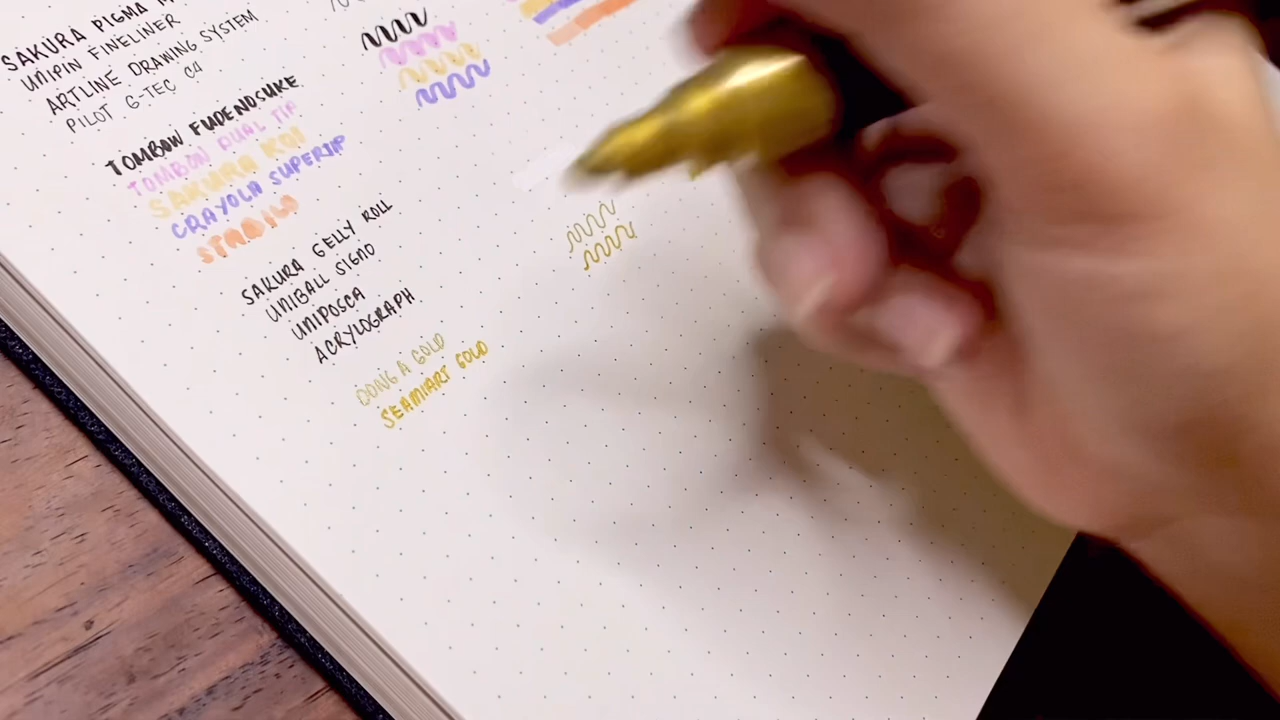 SAKURA PIGMA
UNIPIN FINELINER
ARTLINE DRAWING SYSTEM
PILOT G-TEC C4
TOMBOW FUDENOSUKE
TOMBOW DUAL TIP
SAKURA KOI
CRAYOLA SUPERTIP
STABILO
SAKURA GELLY ROLL
UNIBALL SIGNO
UNIPOSCA
ACRYLOGRAPH
DONG A GOLD
SEAMIART GOLD